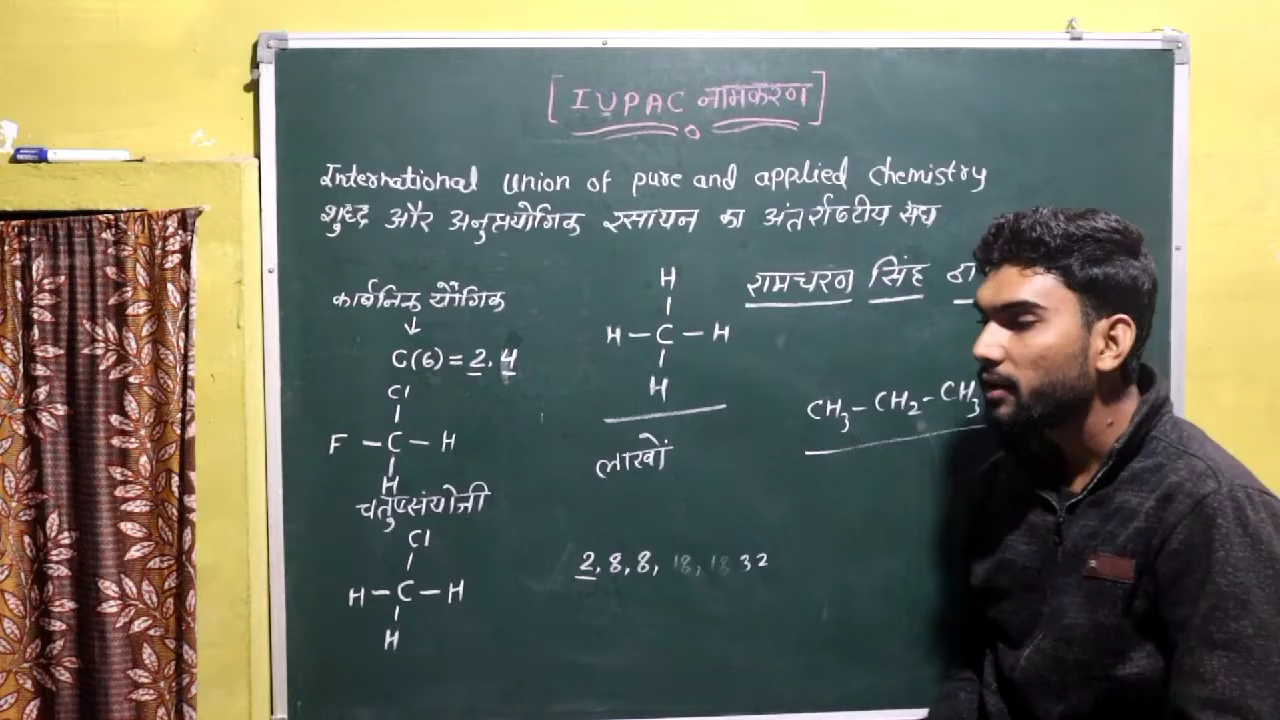 [IUPAC नामकरण]
International union of pure and applied chemistry
शुद्ध और अनुप्रयोगिक रसायन का अंतर्राष्टीय संघ
कार्बनिक यौगिक
↓
C(6) = 2, 4
Cl
F – C – H
H
चतुष्संयोजी
Cl
H – C – H
H
H
H – C – H
H
लाखों
2, 8, 8, 18, 18 32
रामचरण सिंह
CH₃ – CH₂ – CH₃